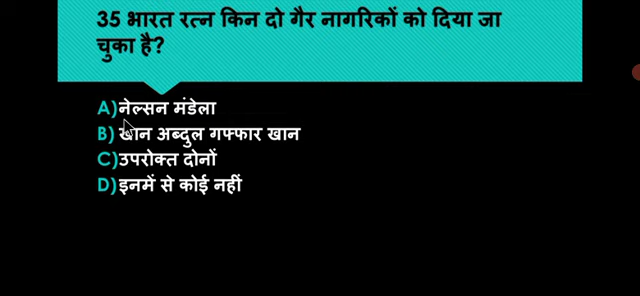 35 भारत रत्न किन दो गैर नागरिकों को दिया जा
चुका है?
A)नेल्सन मंडेला
B) खान अब्दुल गफ्फार खान
C)उपरोक्त दोनों
D)इनमें से कोई नहीं